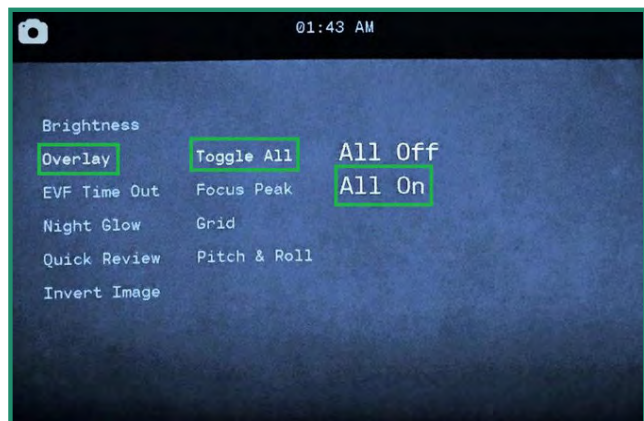 01:43 AM
Brightness
Overlay
EVF Time Out
Night Glow
Quick Review
Invert Image
Toggle All
Focus Peak
Grid
Pitch & Roll
All Off
All On